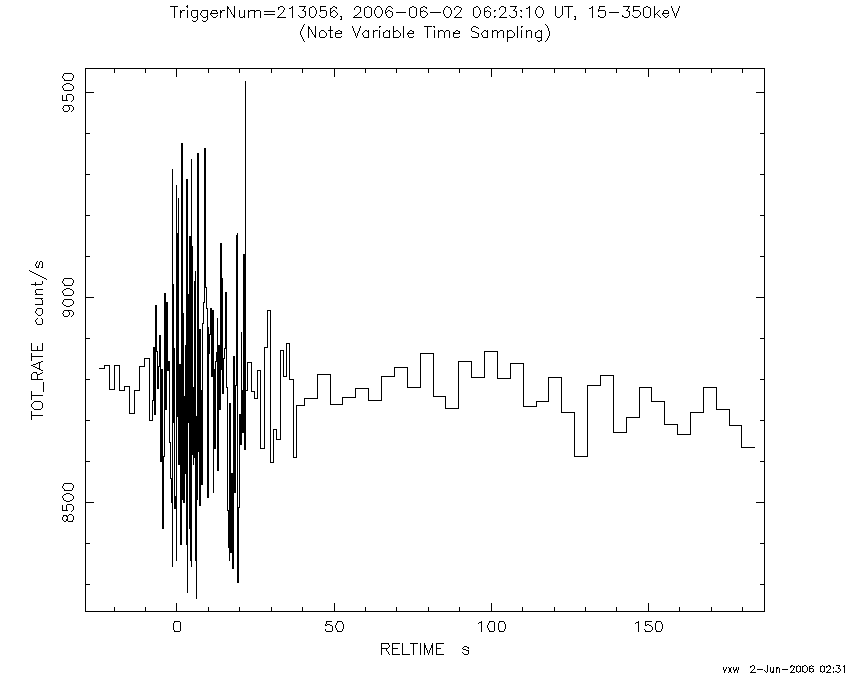 TriggerNum=213056, 2006-06-02 06:23:10 UT, 15-350keV
(Note Variable Time Sampling)
TOT_RATE count/s
9500
9000
8500
0 50 100 150
RELTIME s
vxw 2-Jun-2006 02:31